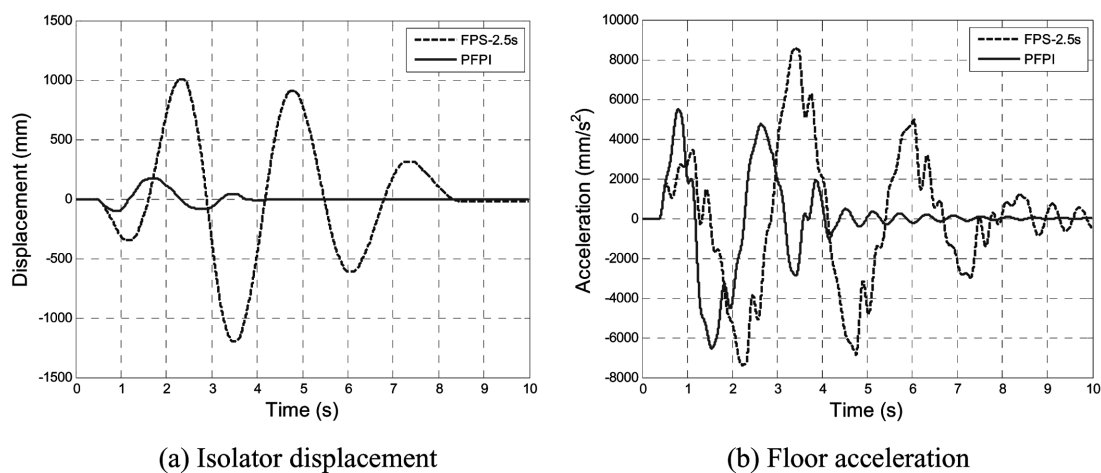 1500
1000
500
0
-500
-1000
-1500
Displacement (mm)
FPS-2.5s
PFPI
0 1 2 3 4 5 6 7 8 9 10
Time (s)
(a) Isolator displacement
10000
8000
6000
4000
2000
0
-2000
-4000
-6000
-8000
Acceleration (mm/s²)
FPS-2.5s
PFPI
0 1 2 3 4 5 6 7 8 9 10
Time (s)
(b) Floor acceleration